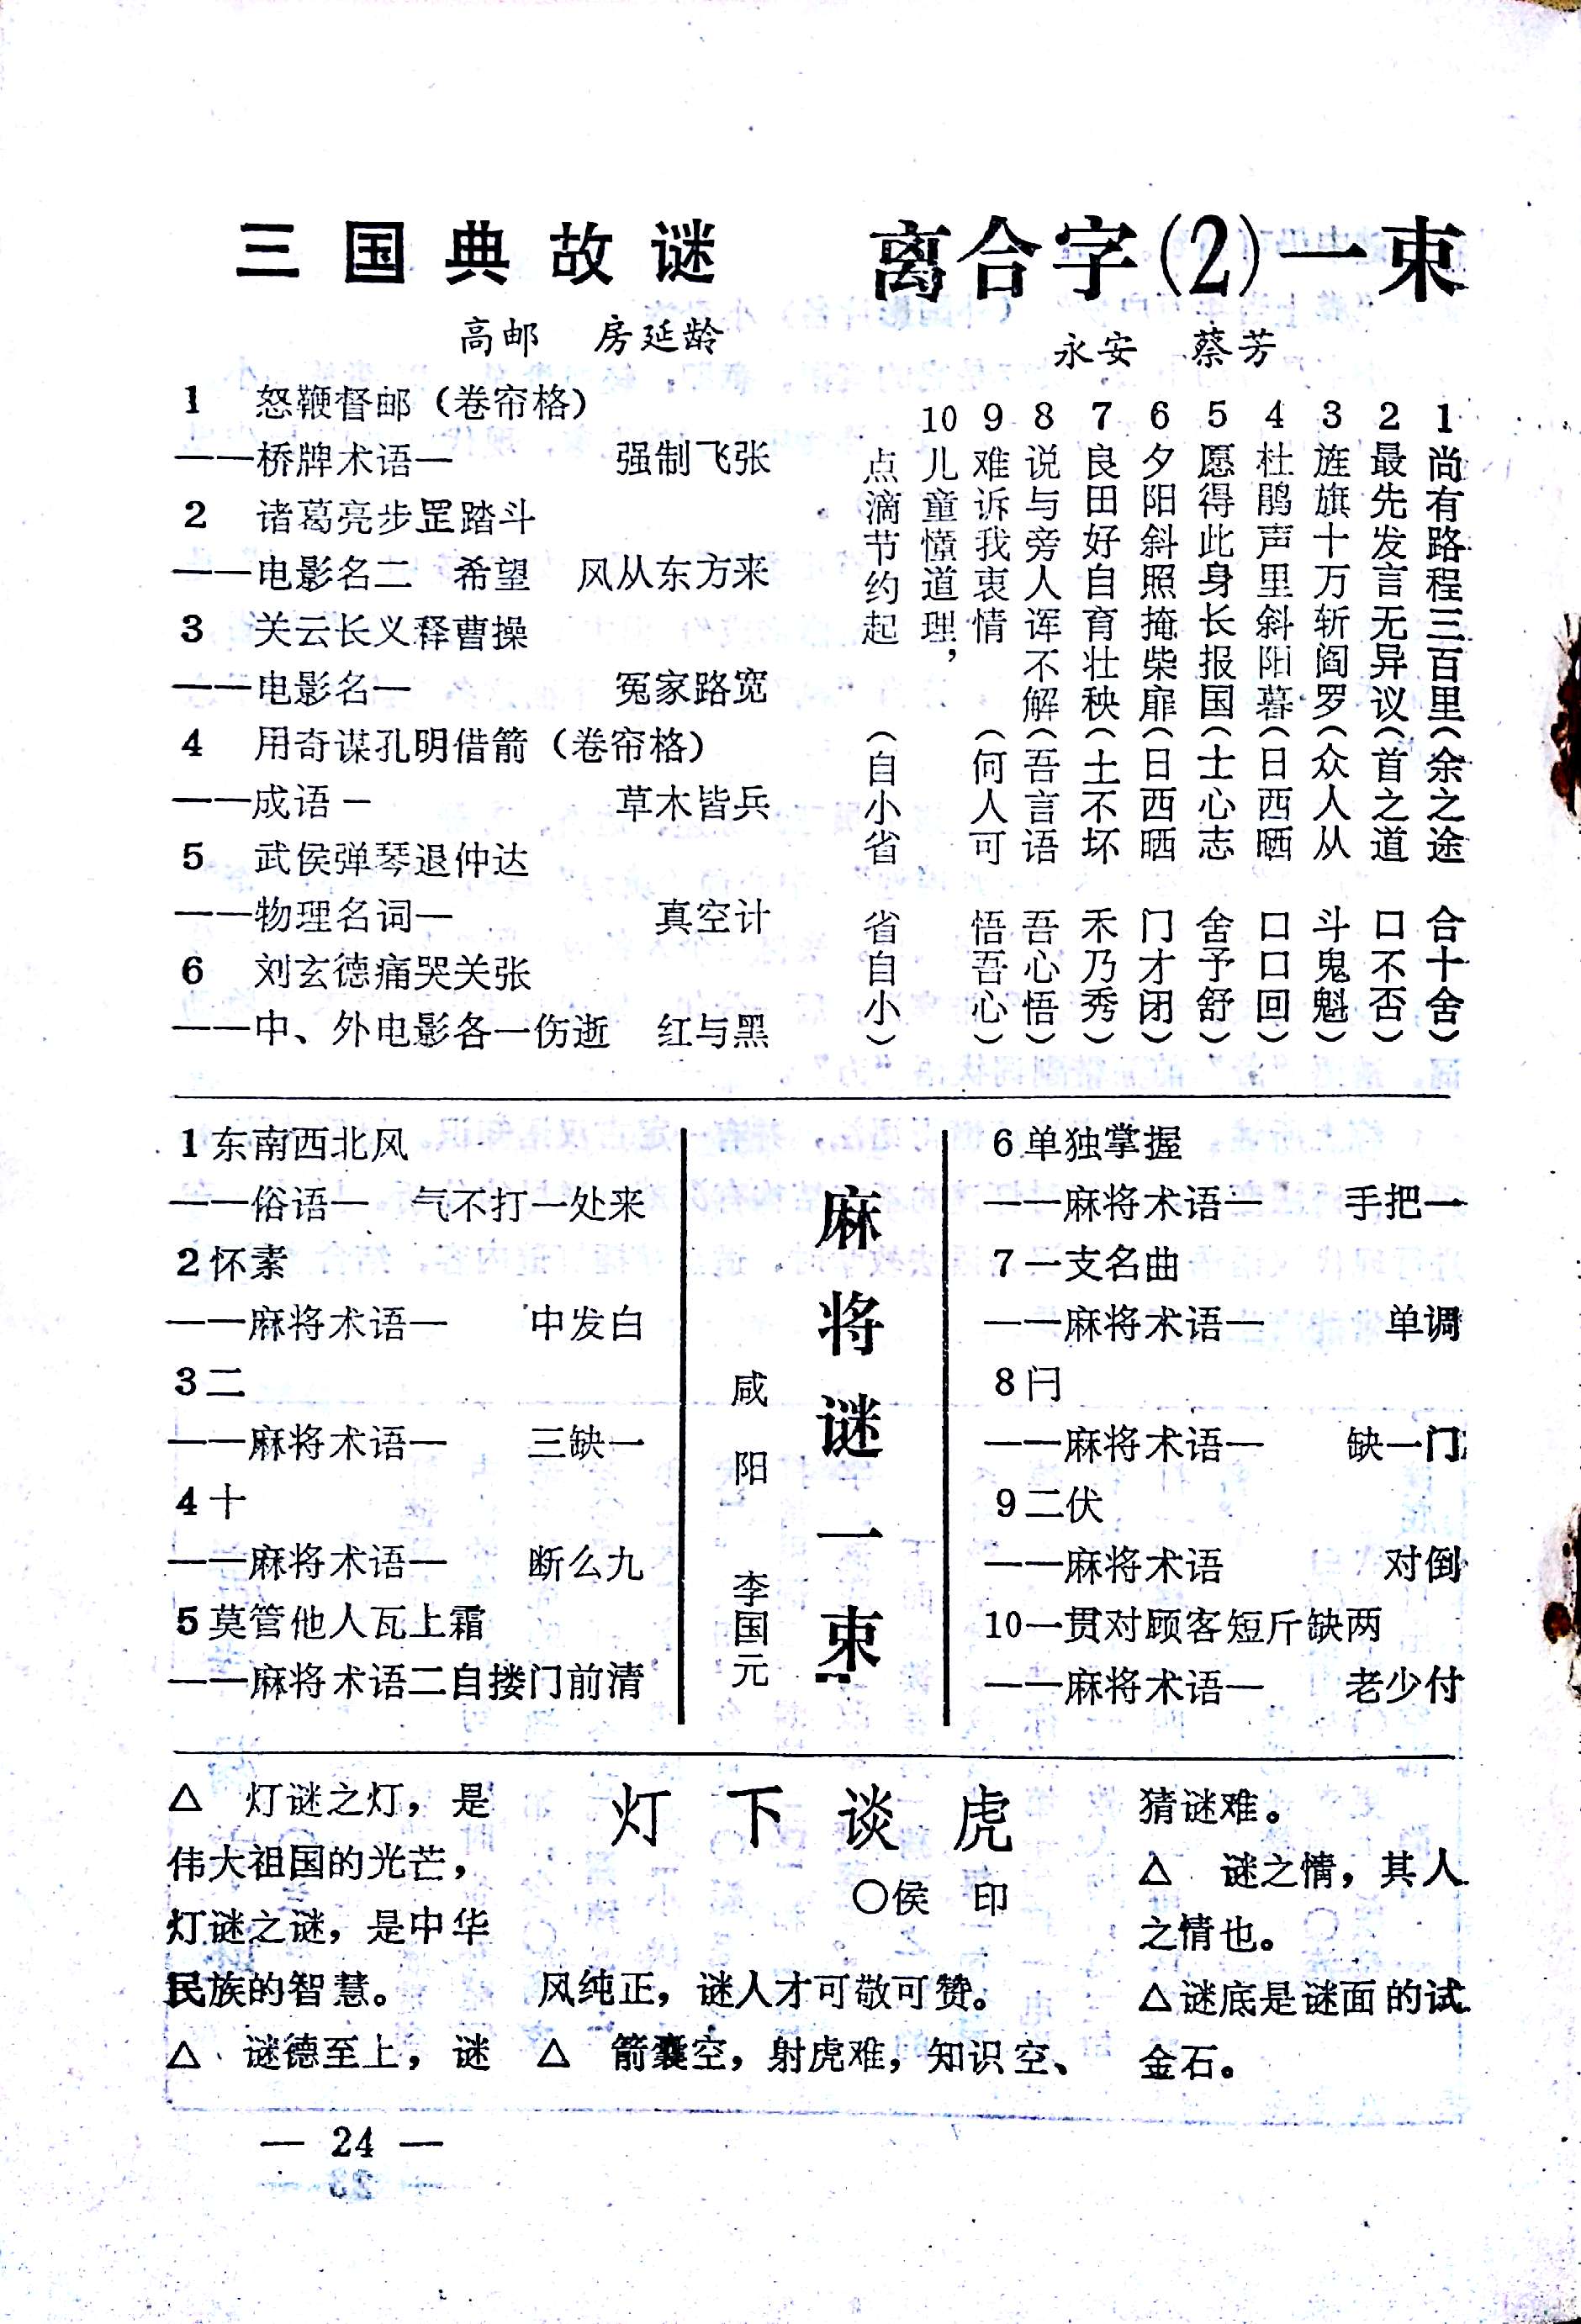 三国典故谜
高邮　房延龄
1　怒鞭督邮（卷帘格）
——桥牌术语一　强制飞张
2　诸葛亮步罡踏斗
——电影名二　希望　风从东方来
3　关云长义释曹操
——电影名一　冤家路宽
4　用奇谋孔明借箭（卷帘格）
——成语一　草木皆兵
5　武侯弹琴退仲达
——物理名词一　真空计
6　刘玄德痛哭关张
——中、外电影各一伤逝　红与黑
离合字(2)一束
永安　蔡芳
1尚有路程三百里（余之途　合十舍）
2最先发言无异议（首之道　口不否）
3旌旗十万斩阎罗（众人从　斗鬼魁）
4杜鹃声里斜阳暮（日西晒　口口回）
5愿得此身长报国（士心志　舍予舒）
6夕阳斜照掩柴扉（日西晒　门才闭）
7良田好自育壮秧（土不坏　禾乃秀）
8说与旁人浑不解（吾言语　吾心悟）
9难诉我衷情　（何人可　悟吾心）
10儿童懂道理，
点滴节约起　（自小省　省自小）
麻将谜一束
咸阳　李国元
1东南西北风
——俗语一　气不打一处来
2怀素
——麻将术语一　中发白
3二
——麻将术语一　三缺一
4十
——麻将术语一　断么九
5莫管他人瓦上霜
——麻将术语二自搂门前清
6单独掌握
——麻将术语一　手把一
7一支名曲
——麻将术语一　单调
8闩
——麻将术语一　缺一门
9二伏
——麻将术语　对倒
10一贯对顾客短斤缺两
——麻将术语一　老少付
灯下谈虎
〇侯　印
△　灯谜之灯，是
伟大祖国的光芒，
灯谜之谜，是中华
民族的智慧。
△　谜德至上，谜
风纯正，谜人才可敬可赞。
△　箭囊空，射虎难，知识空、
猜谜难。
△　谜之情，其人
之情也。
△谜底是谜面的试
金石。
— 24 —